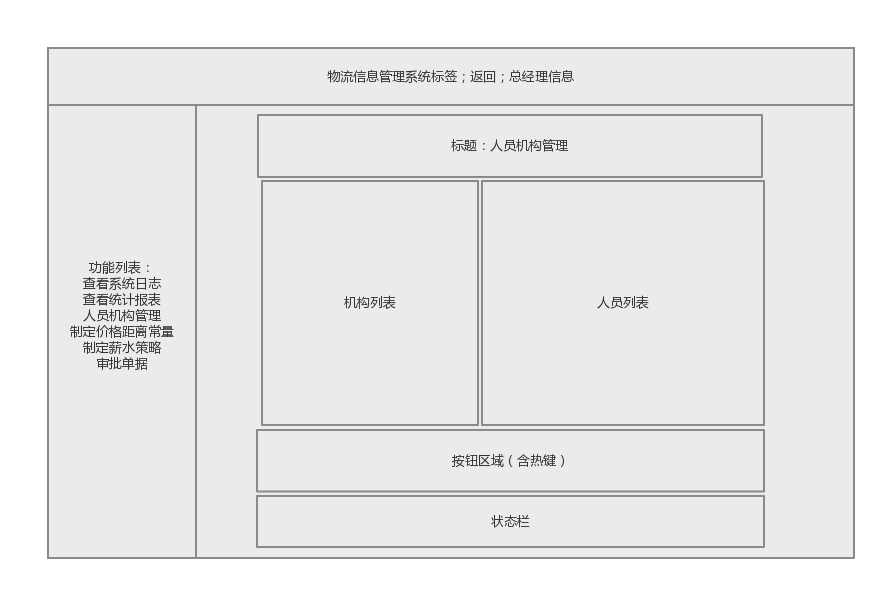 物流信息管理系统标签；返回；总经理信息
标题：人员机构管理
功能列表：
查看系统日志
查看统计报表
人员机构管理
制定价格距离常量
制定薪水策略
审批单据
机构列表
人员列表
按钮区域（含热键）
状态栏